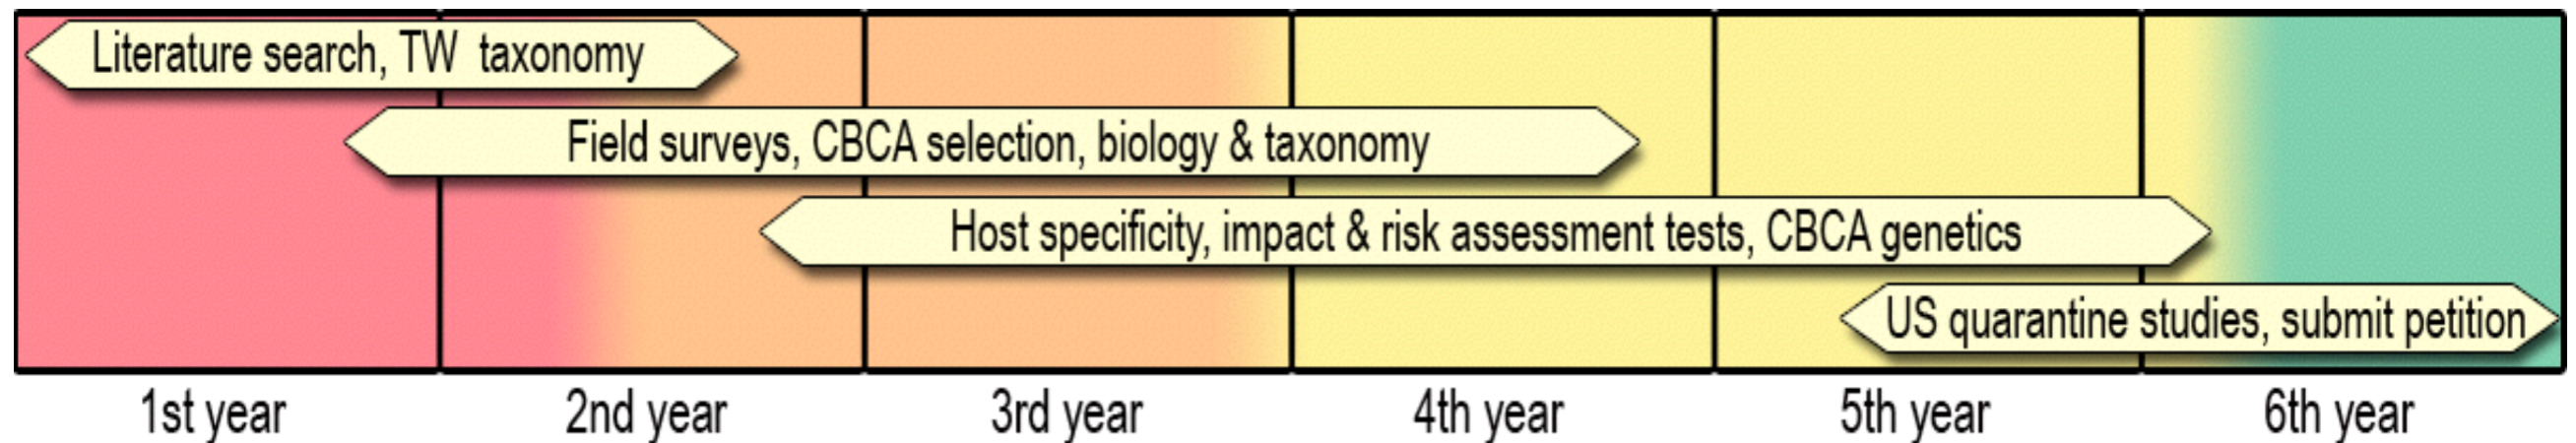 Literature search, TW  taxonomy
Field surveys, CBCA selection, biology & taxonomy
Host specificity, impact & risk assessment tests, CBCA genetics
US quarantine studies, submit petition
1st year 2nd year 3rd year 4th year 5th year 6th year